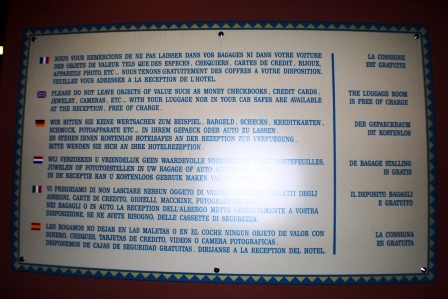 NOUS VOUS REMERCIONS DE NE PAS LAISSER DANS VOS BAGAGES NI DANS VOTRE VOITURE
DES OBJETS DE VALEUR TELS QUE DES ESPECES, CHEQUIERS, CARTES DE CREDIT, BIJOUX,
APPAREILS PHOTO, ETC... NOUS TENONS GRATUITEMENT DES COFFRES A VOTRE DISPOSITION,
VEUILLEZ VOUS ADRESSER A LA RECEPTION DE L'HOTEL.
LA CONSIGNE
EST GRATUITE
PLEASE DO NOT LEAVE OBJECTS OF VALUE SUCH AS MONEY CHECKBOOKS, CREDIT CARDS,
JEWELRY, CAMERAS, ETC... WITH YOUR LUGGAGE NOR IN YOUR CAR SAFES ARE AVAILABLE
AT THE RECEPTION, FREE OF CHARGE.
THE LUGGAGE ROOM
IS FREE OF CHARGE
BITTE LASSEN SIE KEINE WERTSACHEN ZUM BEISPIEL, BARGELD, SCHECKS, KREDITKARTEN,
SCHMUCK, FOTOAPPARATE ETC... IN IHREM GEPAECK ODER AUTO ZU LASSEN.
ES STEHEN IHNEN KOSTENLOS HOTELSAFES AN DER REZEPTION ZUR VERFUEGUNG.
BITTE WENDEN SIE SICH AN IHRE HOTELREZEPTION.
DER GEPAECKRAUM
IST KOSTENLOS
WIJ VERZOEKEN U VRIENDELIJK GEEN WAARDEVOLLE PORTEFEUILLES,
JUWELEN OF FOTOTOESTELLEN IN UW BAGAGE OF AUTO
IN DE RECEPTIE KAN U KOSTENLOOS GEBRUIK MAKEN VAN
DE BAGAGE STALLING
IS GRATIS
VI PREGHIAMO DI NON LASCIARE NESSUN OGGETTO DI DEGLI
ASSEGNI, CARTE DI CREDITO, GIOIELLI, MACCHINE,
NEI BAGAGLI O IN AUTO. LA RECEPTION DELL'ALBERGO METTE GRATUITAMENTE A VOSTRA
DISPOSIZIONE, SE NE AVETE BISOGNO, DELLE CASSETTE DI SICUREZZA.
IL DEPOSITO BAGAGLI
E GRATUITO
LES ROGAMOS NO DEJAR EN LAS MALETAS O EN EL COCHE NINGUN OBJETO DE VALOR CON
DINERO, CHEQUES, TARJETAS DE CREDITO, VIDEOS O CAMERA FOTOGRAFICAS.
DISPONEMOS DE CAJAS DE SEGURIDAD GRATUITAS. DIRIJANSE A LA RECEPTION DEL HOTEL
LA CONSIGNA
ES GRATUITA